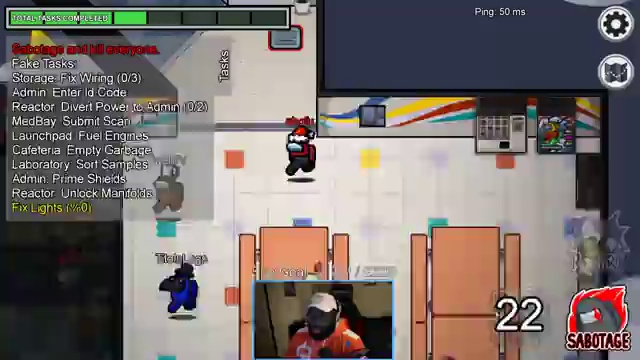 TOTAL TASKS COMPLETED
Ping: 50 ms
Sabotage and kill everyone.
Fake Tasks:
Storage: Fix Wiring (0/3)
Admin: Enter Id Code
Reactor: Divert Power to Admin (0/2)
MedBay: Submit Scan
Launchpad: Fuel Engines
Cafeteria: Empty Garbage
Laboratory: Sort Samples
Admin: Prime Shields
Reactor: Unlock Manifolds
Fix Lights (%0)
Tasks
Goal
22
SABOTAGE